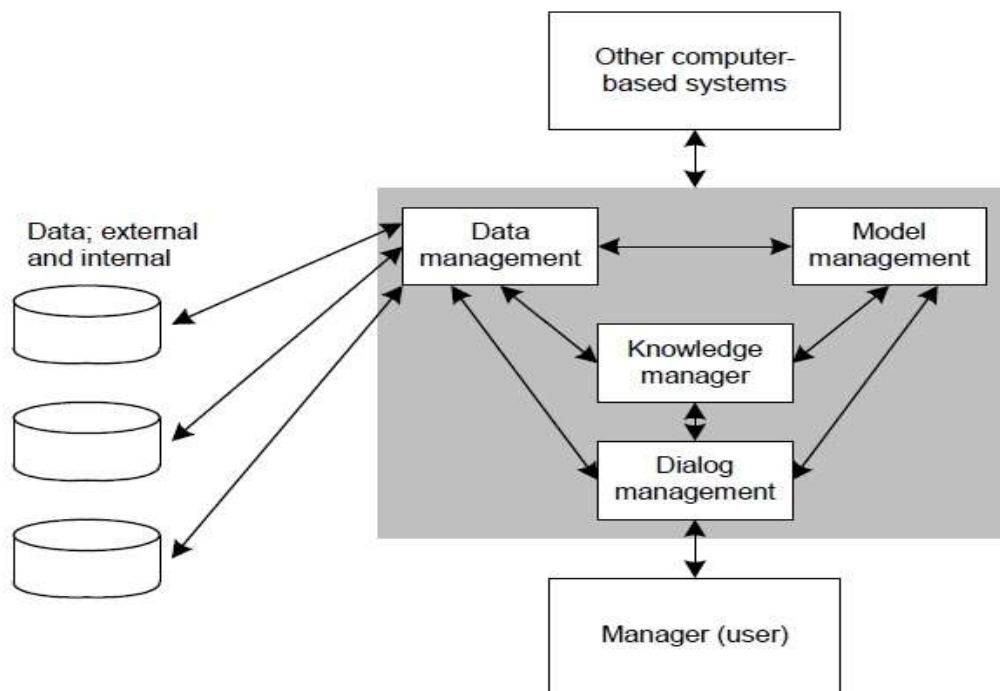 Other computer-
based systems
Data; external
and internal
Data
management
Model
management
Knowledge
manager
Dialog
management
Manager (user)